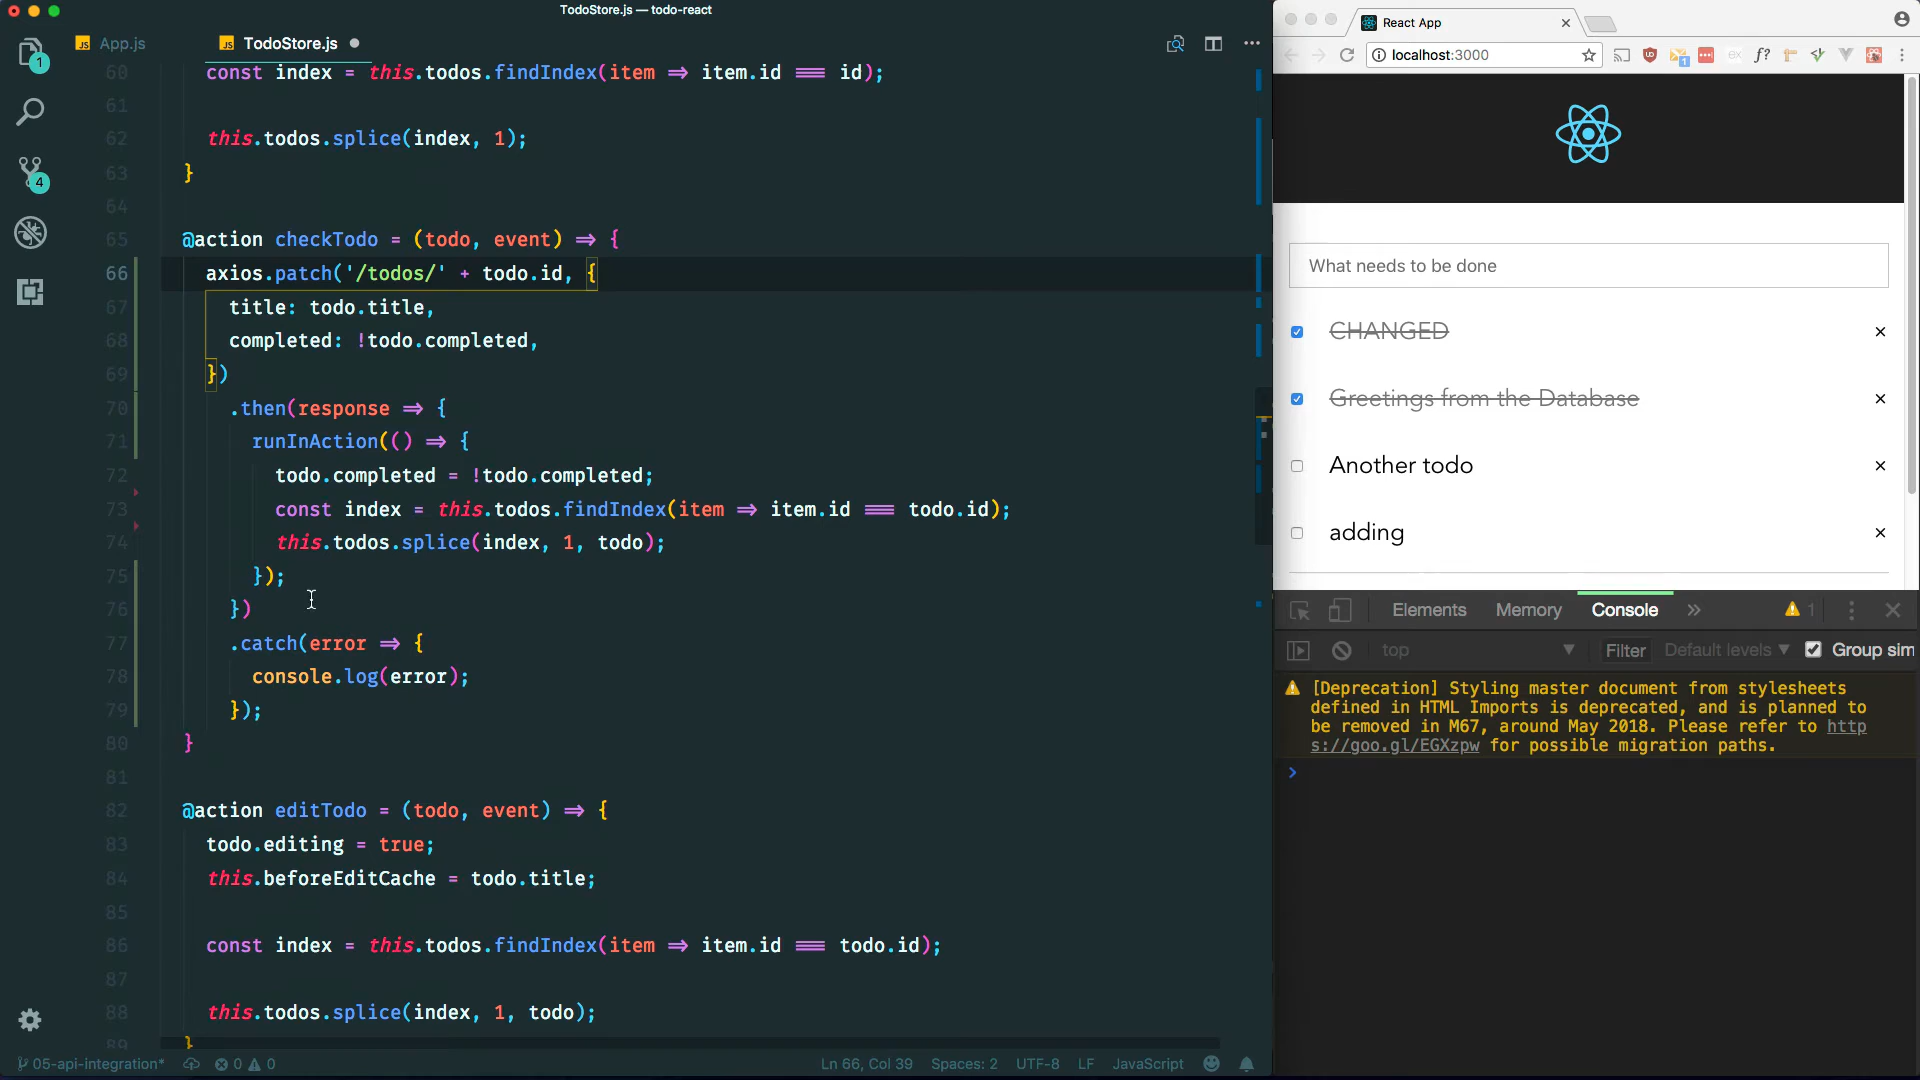 TodoStore.js — todo-react
App.js
TodoStore.js
1
4
60 const index = this.todos.findIndex(item => item.id === id);
61
62 this.todos.splice(index, 1);
63 }
64
65 @action checkTodo = (todo, event) => {
66 axios.patch('/todos/' + todo.id, {
67 title: todo.title,
68 completed: !todo.completed,
69 })
70 .then(response => {
71 runInAction(() => {
72 todo.completed = !todo.completed;
73 const index = this.todos.findIndex(item => item.id === todo.id);
74 this.todos.splice(index, 1, todo);
75 });
76 })
77 .catch(error => {
78 console.log(error);
79 });
80 }
81
82 @action editTodo = (todo, event) => {
83 todo.editing = true;
84 this.beforeEditCache = todo.title;
85
86 const index = this.todos.findIndex(item => item.id === todo.id);
87
88 this.todos.splice(index, 1, todo);
89 }
05-api-integration*
0 0
Ln 66, Col 39
Spaces: 2
UTF-8
LF
JavaScript
React App
localhost:3000
1
f?
What needs to be done
CHANGED
Greetings from the Database
Another todo
adding
Elements
Memory
Console
1
top
Filter
Default levels
Group sim
[Deprecation] Styling master document from stylesheets
defined in HTML Imports is deprecated, and is planned to
be removed in M67, around May 2018. Please refer to http
s://goo.gl/EGXzpw for possible migration paths.